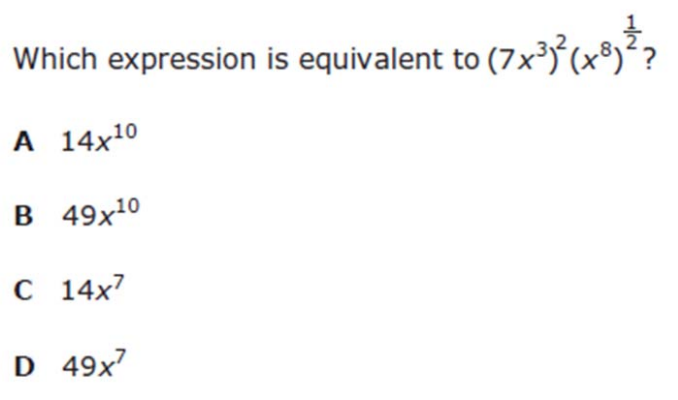 Which expression is equivalent to (7x³)²(x⁸)^½?
A 14x¹⁰
B 49x¹⁰
C 14x⁷
D 49x⁷